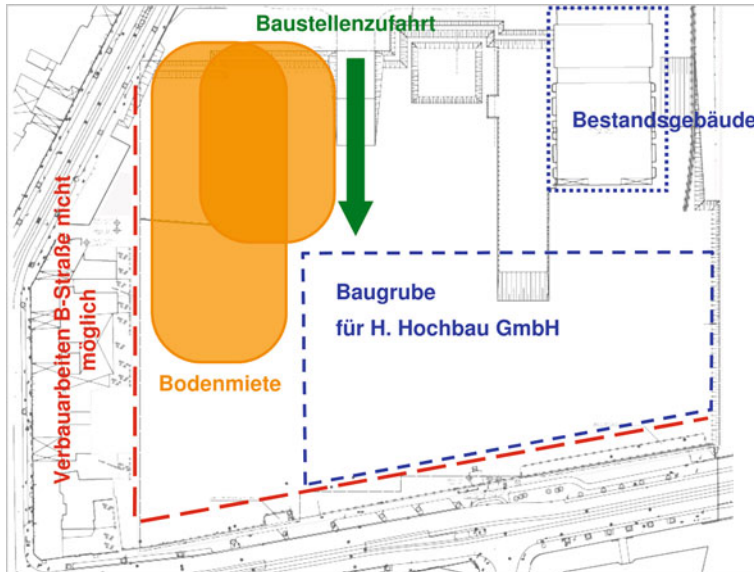 Baustellenzufahrt
Bestandsgebäude
Verbauarbeiten B-Straße nicht
möglich
Baugrube
für H. Hochbau GmbH
Bodenmiete